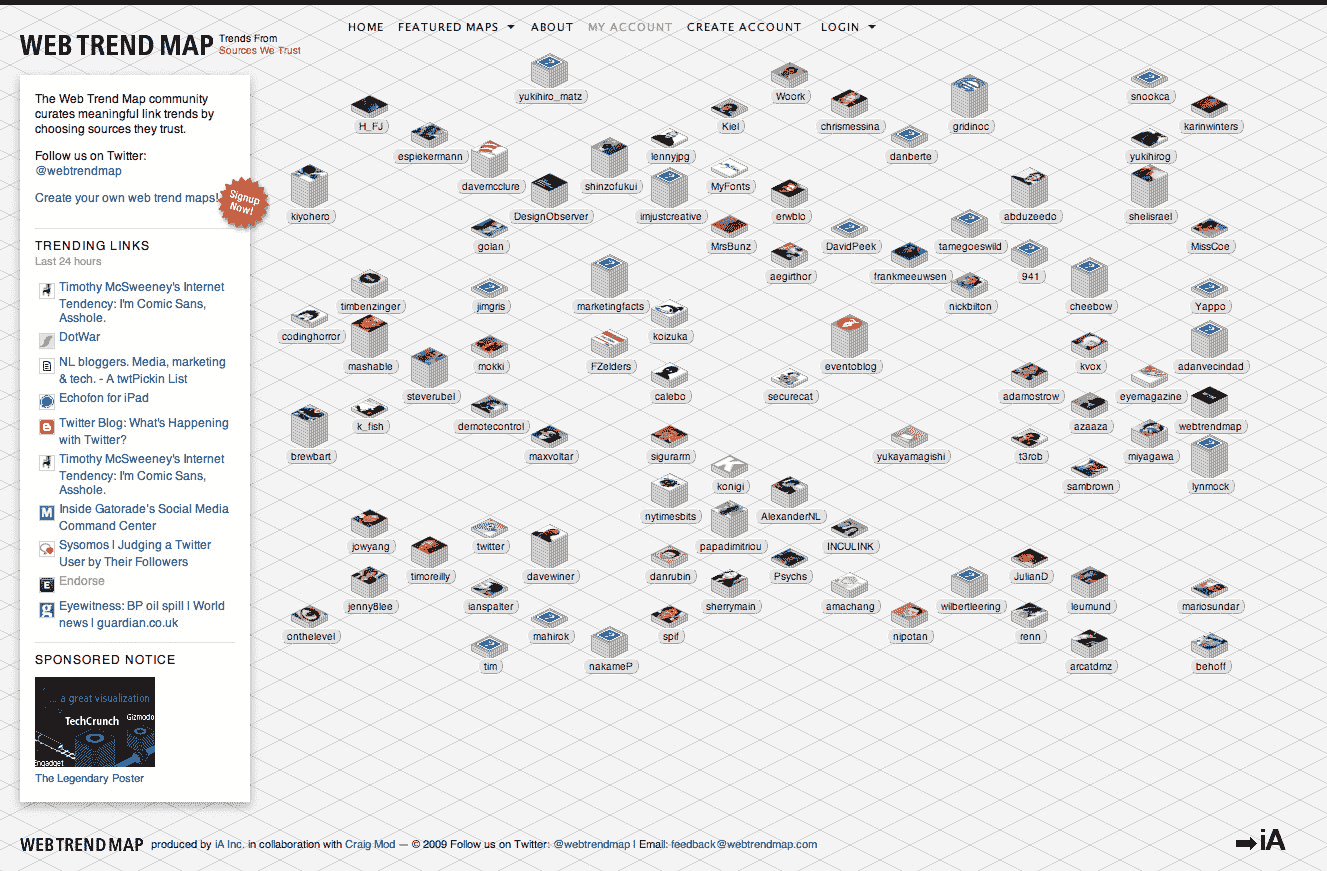 HOME FEATURED MAPS ABOUT MY ACCOUNT CREATE ACCOUNT LOGIN
WEB TREND MAP
Trends From
Sources We Trust
The Web Trend Map community
curates meaningful link trends by
choosing sources they trust.
Follow us on Twitter:
@webtrendmap
Create your own web trend maps!
Signup
Now!
TRENDING LINKS
Last 24 hours
Timothy McSweeney's Internet
Tendency: I'm Comic Sans,
Asshole.
DotWar
NL bloggers. Media, marketing
& tech. - A twtPickin List
Echofon for iPad
Twitter Blog: What's Happening
with Twitter?
Timothy McSweeney's Internet
Tendency: I'm Comic Sans,
Asshole.
Inside Gatorade's Social Media
Command Center
Sysomos | Judging a Twitter
User by Their Followers
Endorse
Eyewitness: BP oil spill | World
news | guardian.co.uk
SPONSORED NOTICE
... a great visualization
TechCrunch Gizmodo
Engadget
The Legendary Poster
yukihiro_matz Woork snookca
H_FJ Kiel chrismessina gridinoc karinwinters
espiekermann lennyjpg danberte yukihirog
davemcclure shinzofukui MyFonts
kiyohero DesignObserver imjustcreative erwblo abduzeedo shelisrael
golan MrsBunz DavidPeek tamegoeswild MissCoe
aegirthor frankmeeuwsen 941
timbenzinger jimgris marketingfacts nickbilton cheebow Yappo
codinghorror koizuka
mashable mokki FZelders eventoblog kvox adanvecindad
steverubel calebo securecat adamostrow eyemagazine
k_fish demotecontrol azaaza webtrendmap
brewbart maxvoltar sigurarm yukayamagishi t3rob miyagawa
konigi sambrown lynmock
nytimesbits AlexanderNL
jowyang twitter papadimitriou INCULINK
timoreilly davewiner danrubin Psychs JulianD
jenny8lee ianspalter sherrymain amachang wilbertleering leumund mariosundar
onthelevel mahirok spif nipotan renn
tim nakameP arcatdmz behoff
WEB TREND MAP produced by iA Inc. in collaboration with Craig Mod — © 2009 Follow us on Twitter: @webtrendmap | Email: feedback@webtrendmap.com
iA